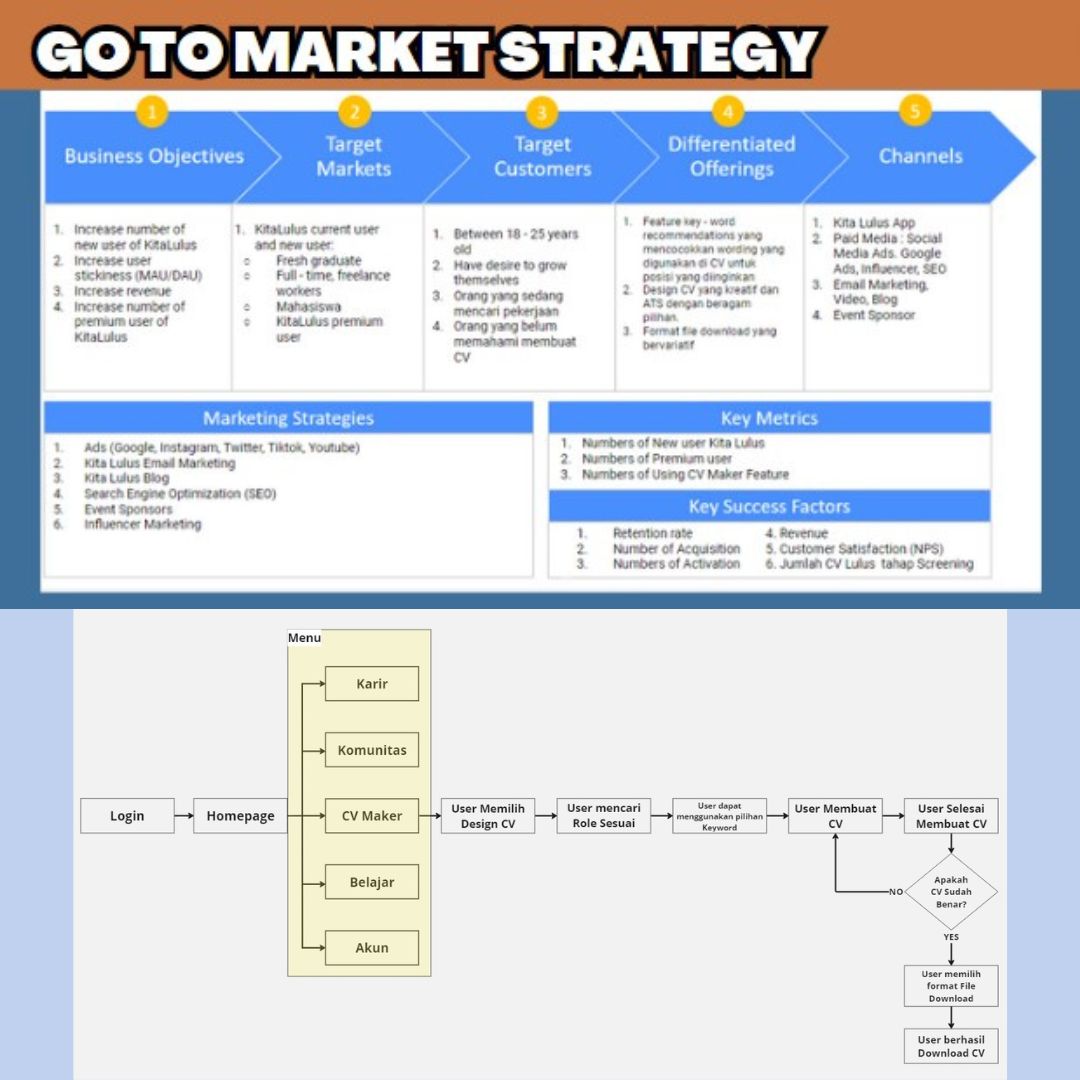 GO TO MARKET STRATEGY
1
2
3
4
5
Business Objectives
Target
Markets
Target
Customers
Differentiated
Offerings
Channels
1. Increase number of
new user of KitaLulus
2. Increase user
stickiness (MAU/DAU)
3. Increase revenue
4. Increase number of
premium user of
KitaLulus
1. KitaLulus current user
and new user:
o Fresh graduate
o Full - time, freelance
workers
o Mahasiswa
o KitaLulus premium
user
1. Between 18 - 25 years
old
2. Have desire to grow
themselves
3. Orang yang sedang
mencari pekerjaan
4. Orang yang belum
memahami membuat
CV
1. Feature key - word
recommendations yang
mencocokkan wording yang
digunakan di CV untuk
posisi yang diinginkan
2. Design CV yang kreatif dan
ATS dengan beragam
pilihan.
3. Format file download yang
bervariatif
1. Kita Lulus App
2. Paid Media : Social
Media Ads. Google
Ads, Influencer, SEO
3. Email Marketing,
Video, Blog
4. Event Sponsor
Marketing Strategies
1. Ads (Google, Instagram, Twitter, Tiktok, Youtube)
2. Kita Lulus Email Marketing
3. Kita Lulus Blog
4. Search Engine Optimization (SEO)
5. Event Sponsors
6. Influencer Marketing
Key Metrics
1. Numbers of New user Kita Lulus
2. Numbers of Premium user
3. Numbers of Using CV Maker Feature
Key Success Factors
1. Retention rate
2. Number of Acquisition
3. Numbers of Activation
4. Revenue
5. Customer Satisfaction (NPS)
6. Jumlah CV Lulus tahap Screening
Menu
Karir
Komunitas
Login
Homepage
CV Maker
Belajar
Akun
User Memilih
Design CV
User mencari
Role Sesuai
User dapat
menggunakan pilihan
Keyword
User Membuat
CV
User Selesai
Membuat CV
Apakah
CV Sudah
Benar?
NO
YES
User memilih
format File
Download
User berhasil
Download CV